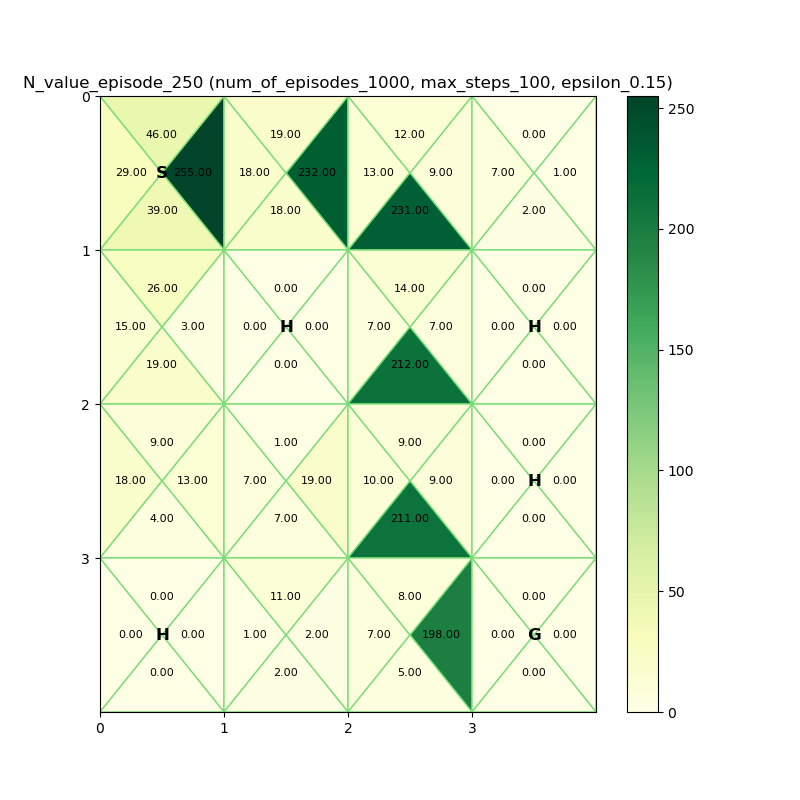 N_value_episode_250 (num_of_episodes_1000, max_steps_100, epsilon_0.15)
0
46.00 19.00 12.00 0.00
29.00 S 255.00 18.00 232.00 13.00 9.00 7.00 1.00
39.00 18.00 231.00 2.00
1
26.00 0.00 14.00 0.00
15.00 3.00 0.00 H 0.00 7.00 7.00 0.00 H 0.00
19.00 0.00 212.00 0.00
2
9.00 1.00 9.00 0.00
18.00 13.00 7.00 19.00 10.00 9.00 0.00 H 0.00
4.00 7.00 211.00 0.00
3
0.00 11.00 8.00 0.00
0.00 H 0.00 1.00 2.00 7.00 198.00 0.00 G 0.00
0.00 2.00 5.00 0.00
0 1 2 3
250
200
150
100
50
0